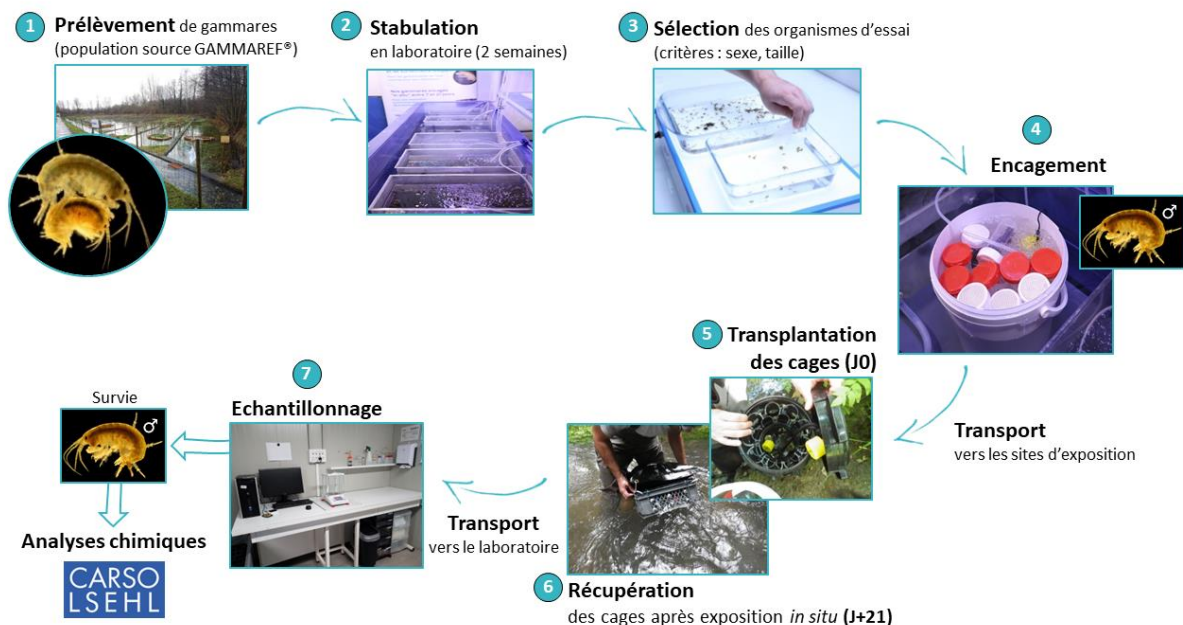 1 Prélèvement de gammares
(population source GAMMAREF®)
2 Stabulation
en laboratoire (2 semaines)
3 Sélection des organismes d'essai
(critères : sexe, taille)
4
Encagement
♂
5 Transplantation
des cages (J0)
Transport
vers les sites d'exposition
6 Récupération
des cages après exposition in situ (J+21)
Transport
vers le laboratoire
7
Echantillonnage
Survie
♂
Analyses chimiques
CARSO
LSEHL